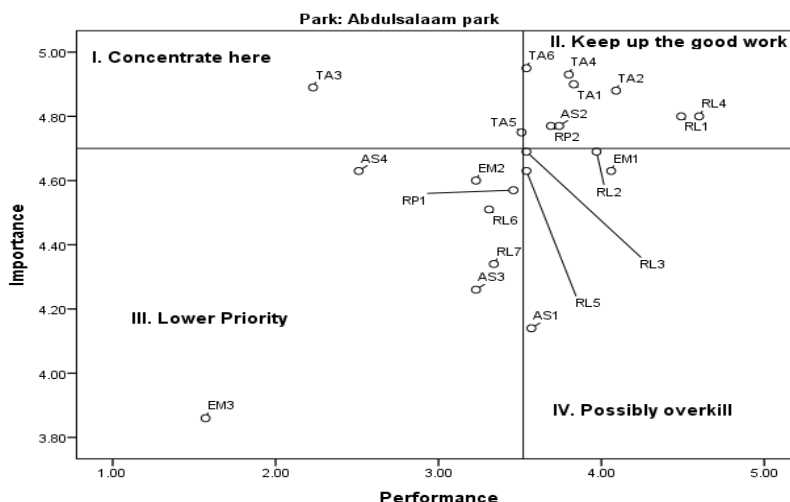 Park: Abdulsalaam park
I. Concentrate here
II. Keep up the good work
TA3
TA6
TA4
TA1
TA2
TA5
AS2
RP2
RL4
RL1
AS4
EM2
RP1
RL6
RL7
AS3
EM1
RL2
RL3
RL5
AS1
EM3
III. Lower Priority
IV. Possibly overkill
Importance
5.00
4.80
4.60
4.40
4.20
4.00
3.80
1.00 2.00 3.00 4.00 5.00
Performance